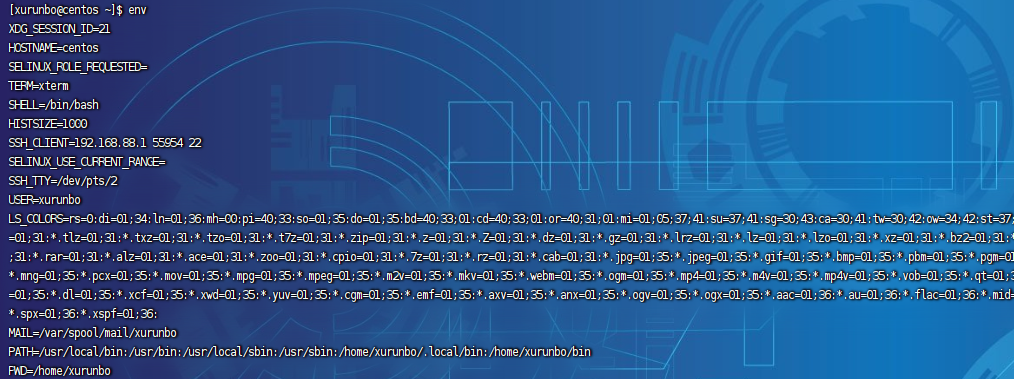 [xurunbo@centos ~]$ env
XDG_SESSION_ID=21
HOSTNAME=centos
SELINUX_ROLE_REQUESTED=
TERM=xterm
SHELL=/bin/bash
HISTSIZE=1000
SSH_CLIENT=192.168.88.1 55954 22
SELINUX_USE_CURRENT_RANGE=
SSH_TTY=/dev/pts/2
USER=xurunbo
LS_COLORS=rs=0:di=01;34:ln=01;36:mh=00:pi=40;33:so=01;35:do=01;35:bd=40;33;01:cd=40;33;01:or=40;31;01:mi=01;05;37;41:su=37;41:sg=30;43:ca=30;41:tw=30;42:ow=34;42:st=37;
=01;31:*.tlz=01;31:*.txz=01;31:*.tzo=01;31:*.t7z=01;31:*.zip=01;31:*.z=01;31:*.Z=01;31:*.dz=01;31:*.gz=01;31:*.lrz=01;31:*.lz=01;31:*.lzo=01;31:*.xz=01;31:*.bz2=01;31:*
;31:*.rar=01;31:*.alz=01;31:*.ace=01;31:*.zoo=01;31:*.cpio=01;31:*.7z=01;31:*.rz=01;31:*.cab=01;31:*.jpg=01;35:*.jpeg=01;35:*.gif=01;35:*.bmp=01;35:*.pbm=01;35:*.pgm=01
*.mng=01;35:*.pcx=01;35:*.mov=01;35:*.mpg=01;35:*.mpeg=01;35:*.m2v=01;35:*.mkv=01;35:*.webm=01;35:*.ogm=01;35:*.mp4=01;35:*.m4v=01;35:*.mp4v=01;35:*.vob=01;35:*.qt=01;3
=01;35:*.dl=01;35:*.xcf=01;35:*.xwd=01;35:*.yuv=01;35:*.cgm=01;35:*.emf=01;35:*.axv=01;35:*.anx=01;35:*.ogv=01;35:*.ogx=01;35:*.aac=01;36:*.au=01;36:*.flac=01;36:*.mid=
*.spx=01;36:*.xspf=01;36:
MAIL=/var/spool/mail/xurunbo
PATH=/usr/local/bin:/usr/bin:/usr/local/sbin:/usr/sbin:/home/xurunbo/.local/bin:/home/xurunbo/bin
PWD=/home/xurunbo